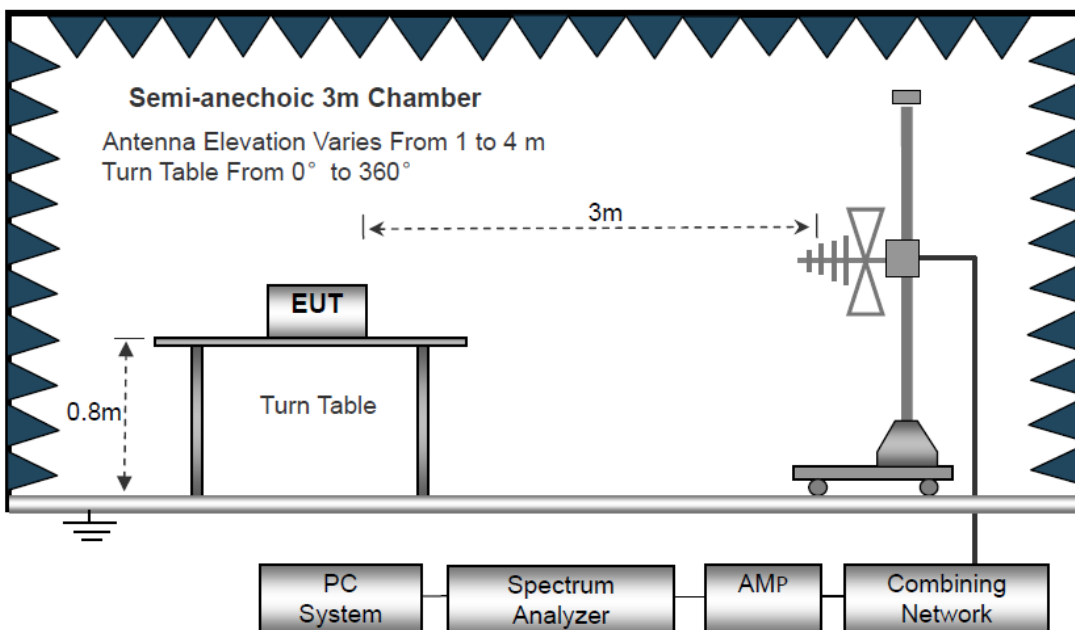 Semi-anechoic 3m Chamber
Antenna Elevation Varies From 1 to 4 m
Turn Table From 0° to 360°
3m
EUT
0.8m
Turn Table
PC
System
Spectrum
Analyzer
AMP
Combining
Network